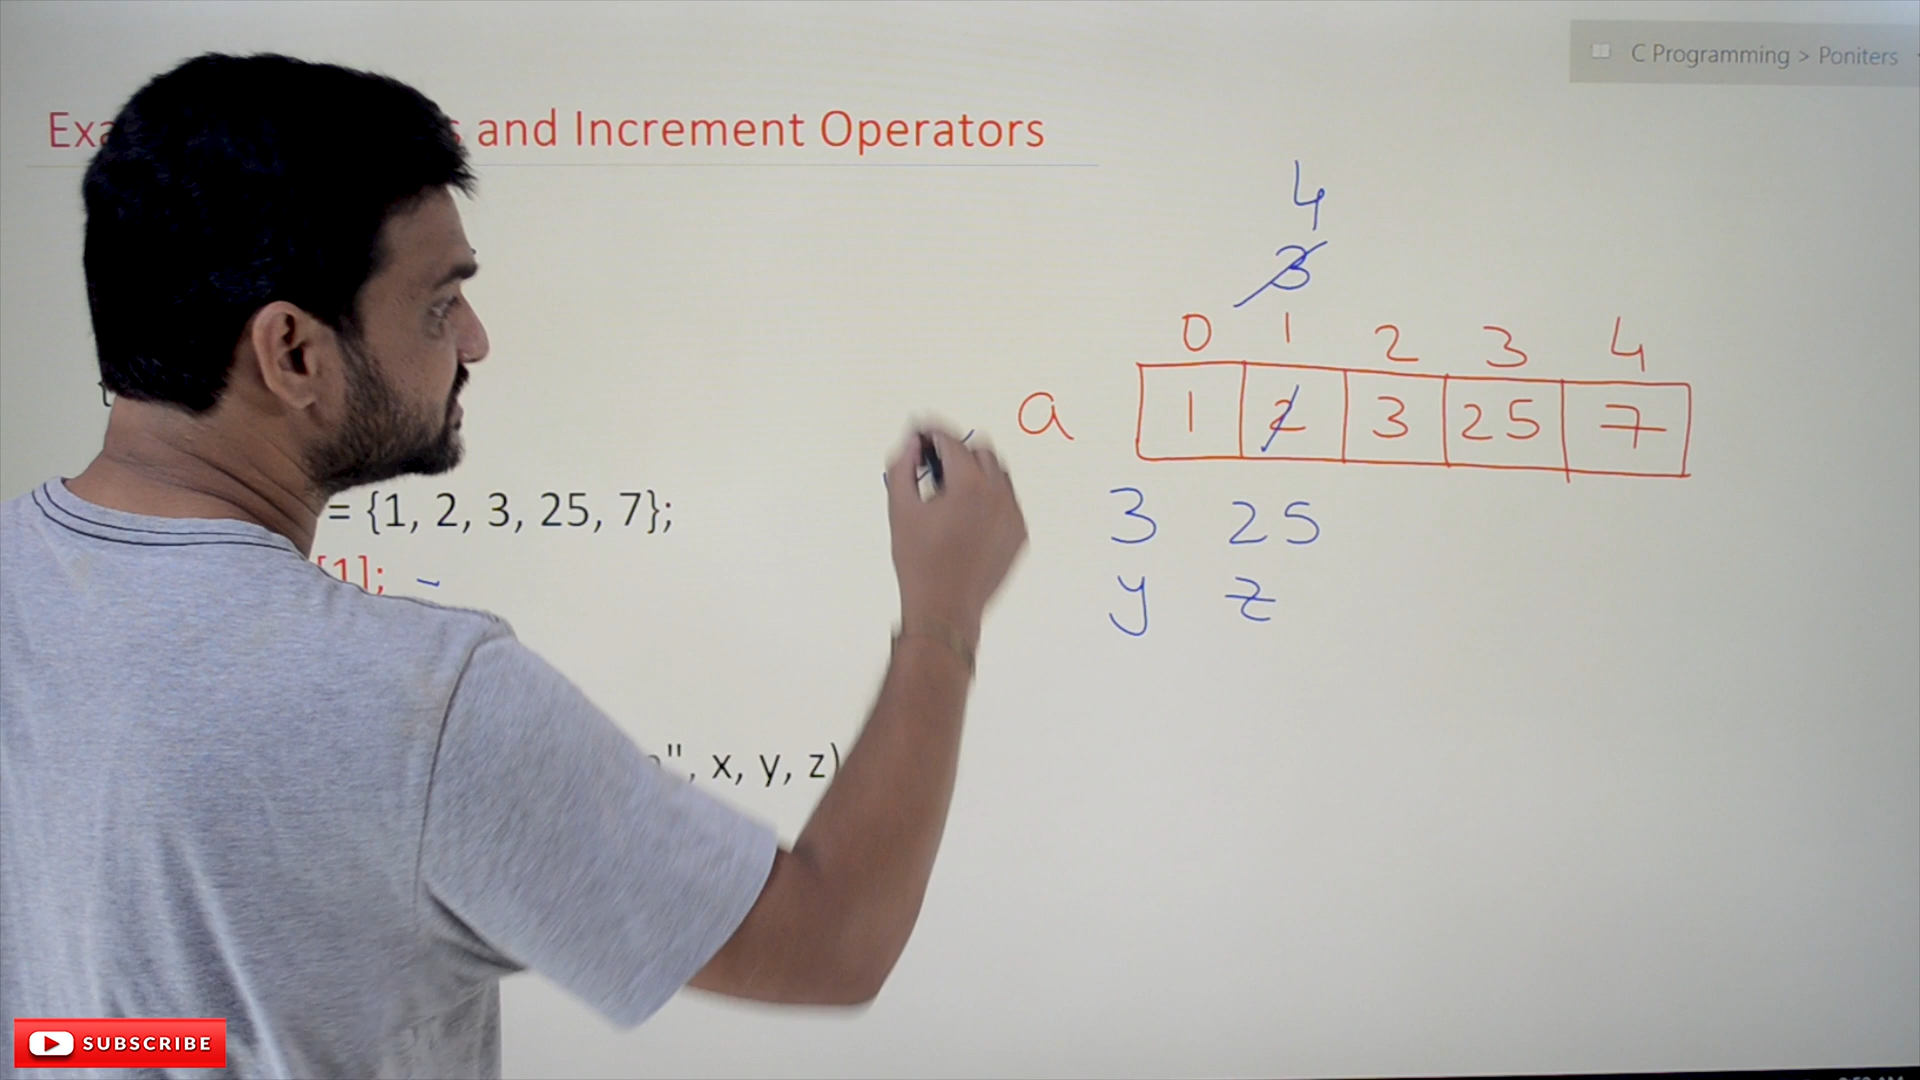 C Programming > Poniters
and Increment Operators
4
3
0 1 2 3 4
a 1 2 3 25 7
= {1, 2, 3, 25, 7};
3 25
[1]; -
y z
", x, y, z)
SUBSCRIBE